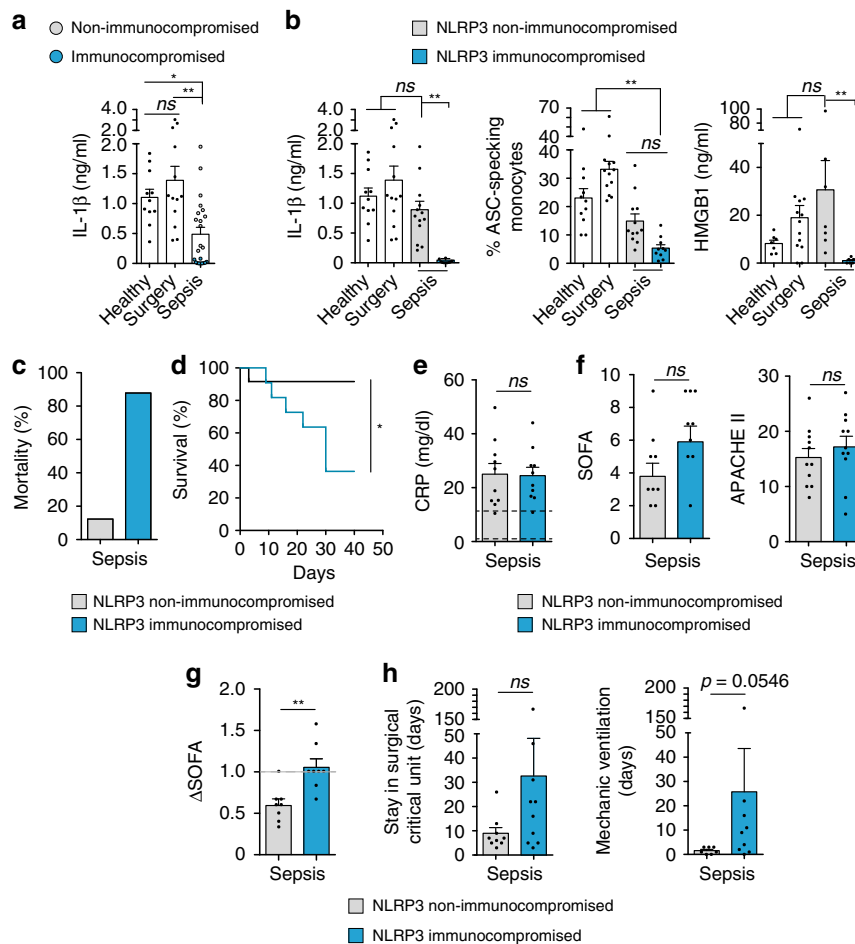 a
Non-immunocompromised
Immunocompromised
*
**
ns
4.0
2.0
2.0
1.5
1.0
0.5
0
IL-1β (ng/ml)
Healthy
Surgery
Sepsis
b
NLRP3 non-immunocompromised
NLRP3 immunocompromised
ns
**
4.0
2.0
2.0
1.5
1.0
0.5
0
IL-1β (ng/ml)
Healthy
Surgery
Sepsis
**
ns
60
40
40
30
20
10
0
% ASC-specking
monocytes
Healthy
Surgery
Sepsis
ns
**
100
80
60
60
40
20
0
HMGB1 (ng/ml)
Healthy
Surgery
Sepsis
c
100
80
60
40
20
0
Mortality (%)
Sepsis
d
100
80
60
40
20
0
Survival (%)
*
0 10 20 30 40 50
Days
NLRP3 non-immunocompromised
NLRP3 immunocompromised
e
ns
60
40
20
0
CRP (mg/dl)
Sepsis
f
ns
10
8
6
4
2
0
SOFA
Sepsis
ns
30
20
10
0
APACHE II
Sepsis
NLRP3 non-immunocompromised
NLRP3 immunocompromised
g
**
2.0
1.5
1.0
0.5
0
ΔSOFA
Sepsis
h
ns
200
150
50
40
30
20
10
0
Stay in surgical
critical unit (days)
Sepsis
p = 0.0546
200
150
50
40
30
20
10
0
Mechanic ventilation
(days)
Sepsis
NLRP3 non-immunocompromised
NLRP3 immunocompromised